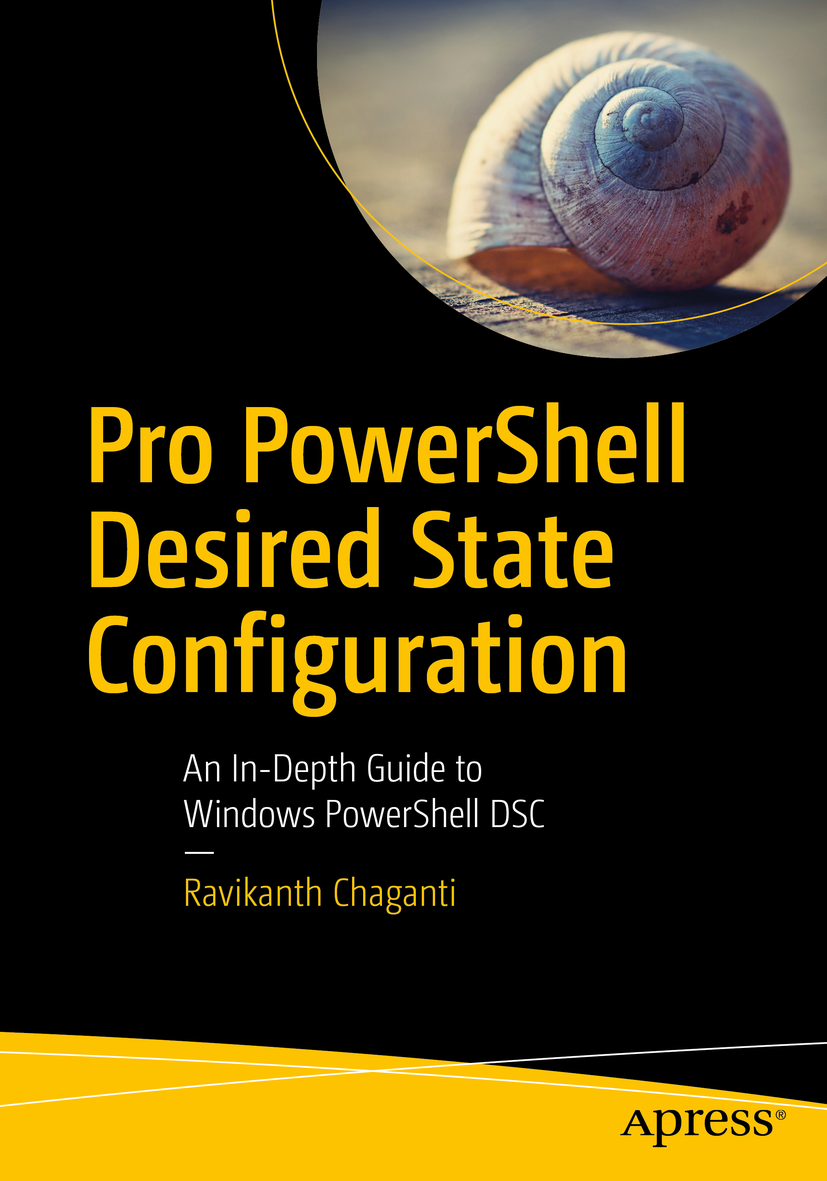 Pro PowerShell
Desired State
Configuration
An In-Depth Guide to
Windows PowerShell DSC
—
Ravikanth Chaganti
Apress®